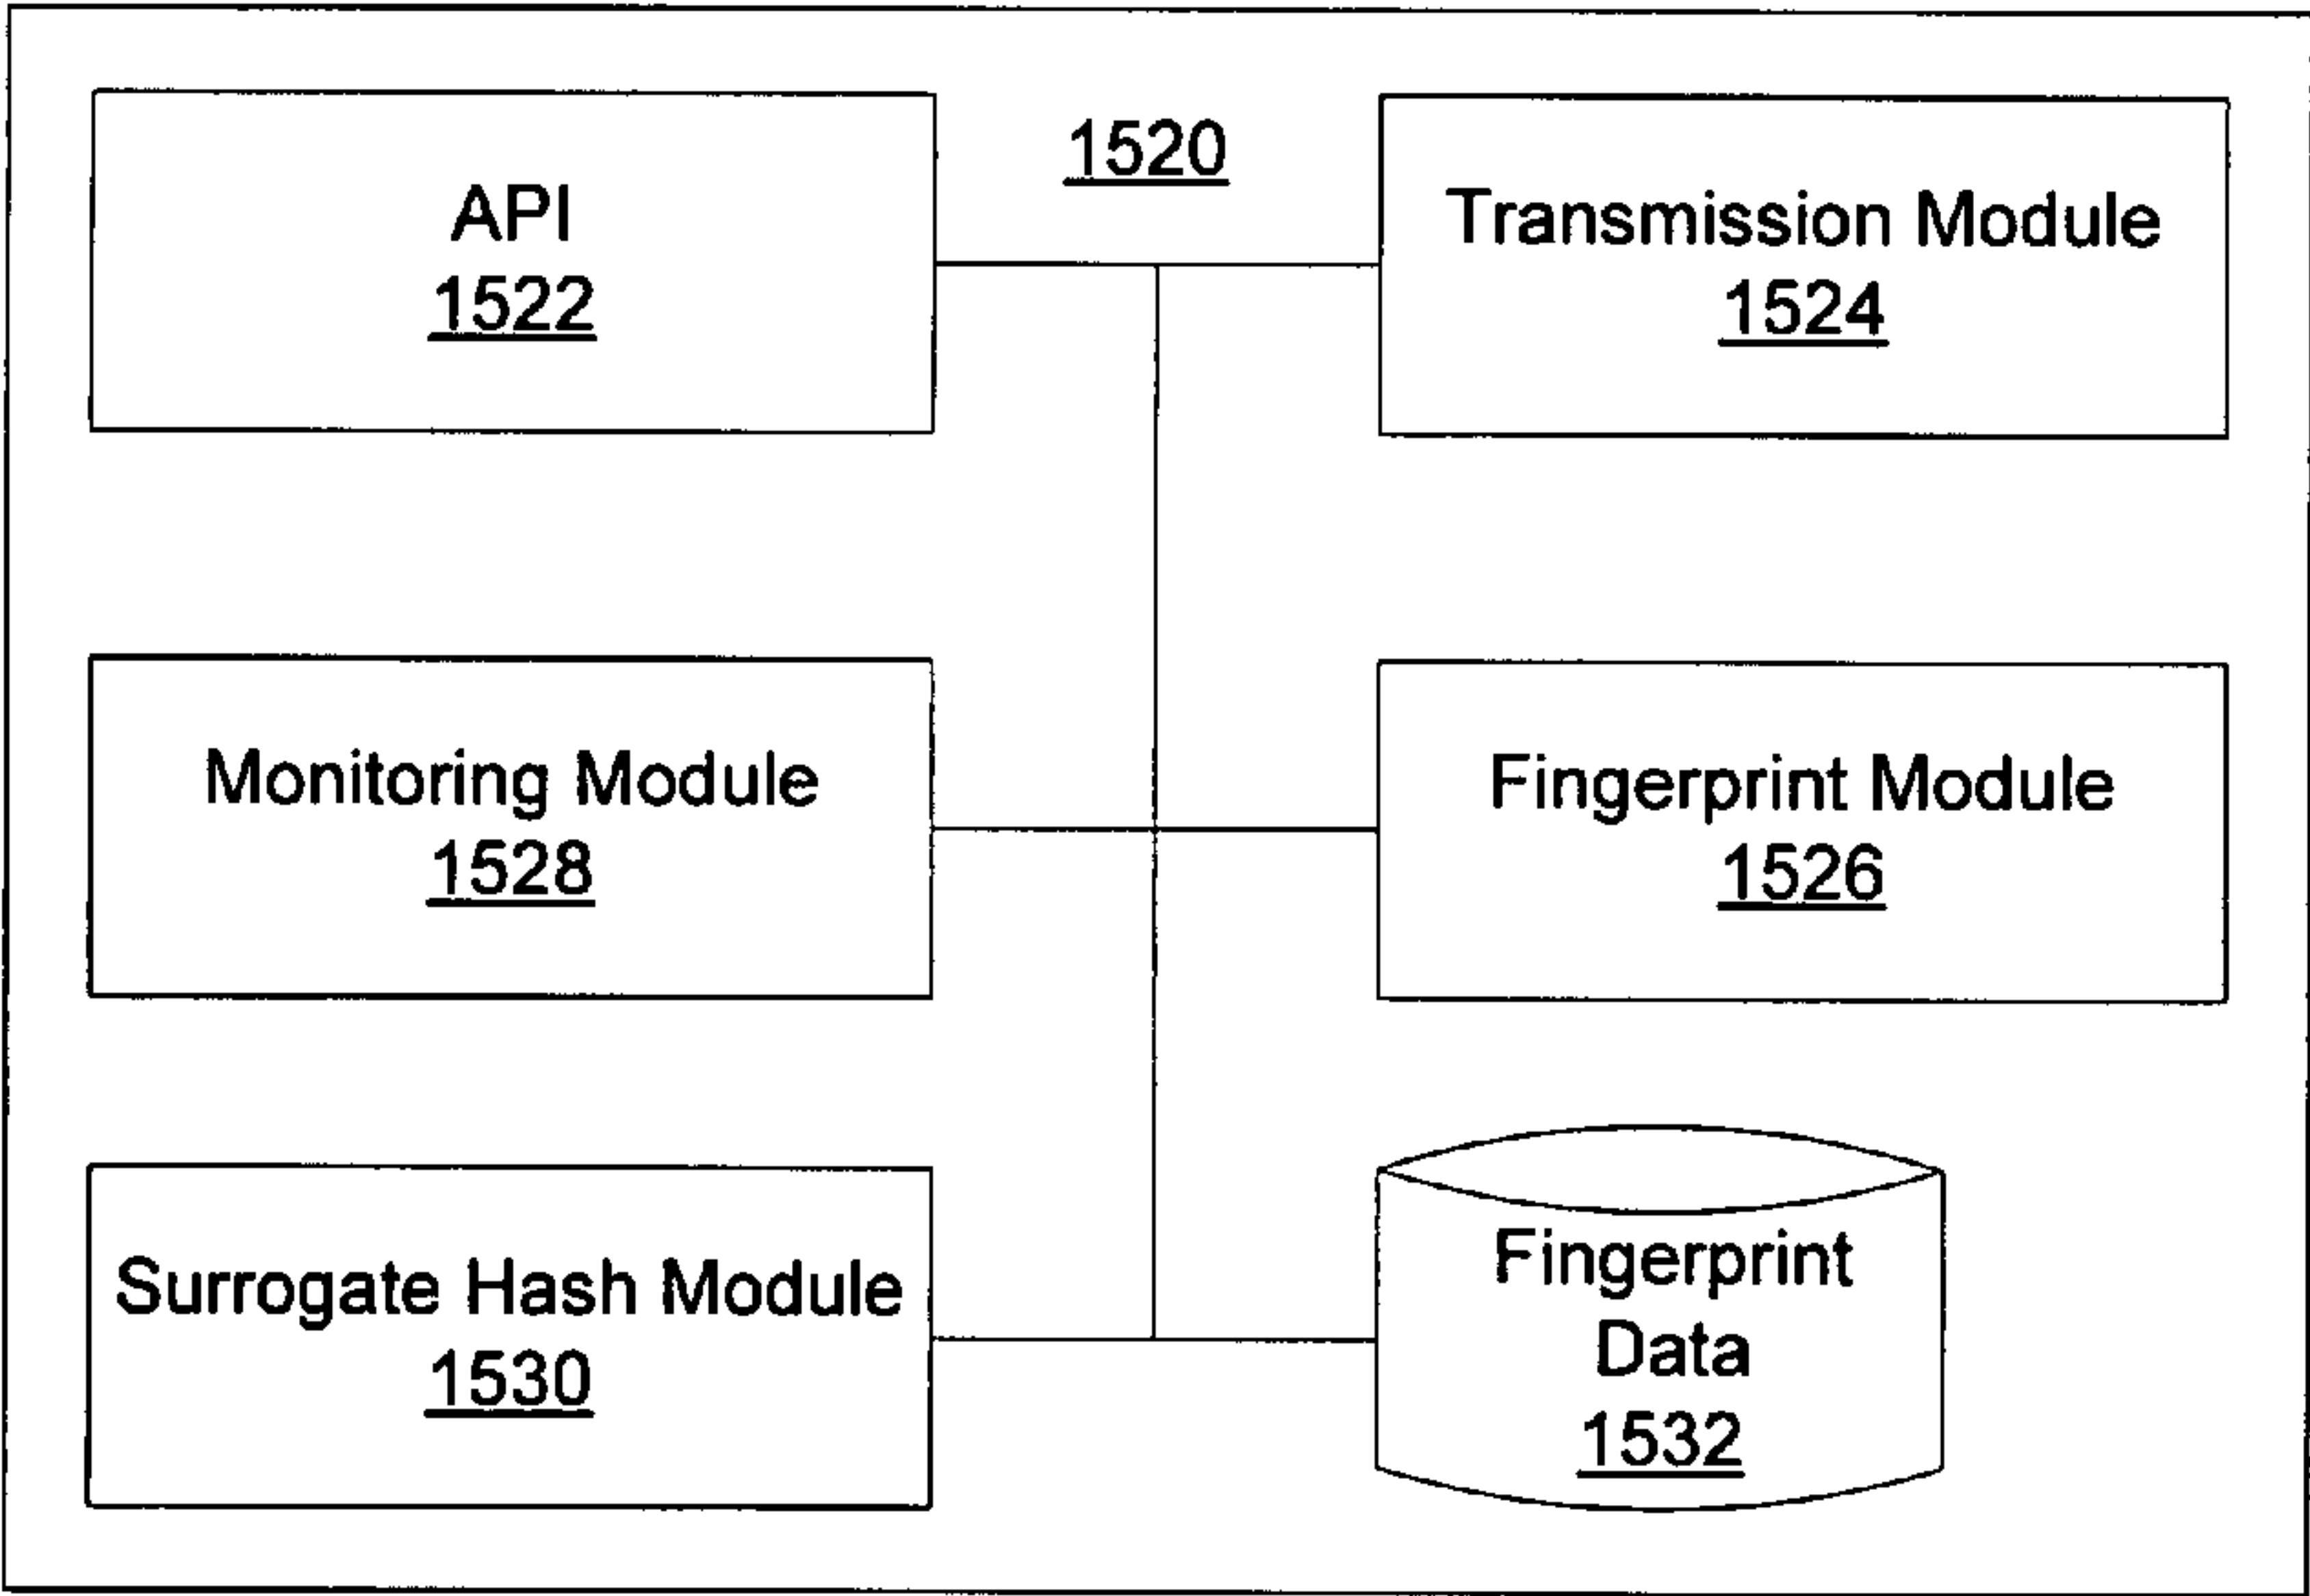 API
1522
1520
Transmission Module
1524
Monitoring Module
1528
Fingerprint Module
1526
Surrogate Hash Module
1530
Fingerprint
Data
1532